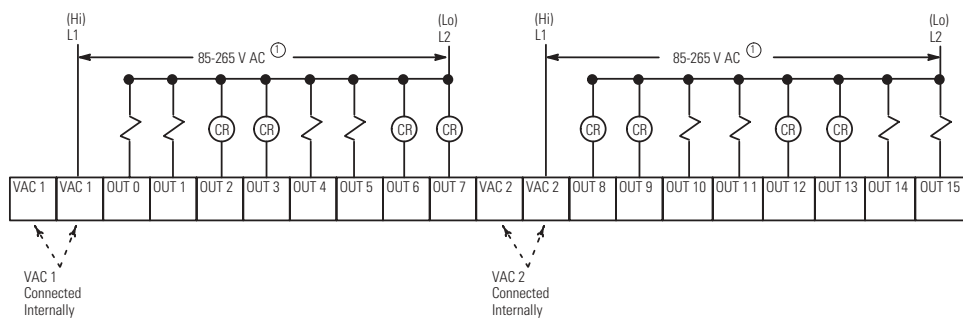 (Hi)
L1
(Lo)
L2
85-265 V AC ①
(Hi)
L1
(Lo)
L2
85-265 V AC ①
CR CR CR CR CR CR CR CR
VAC 1 VAC 1 OUT 0 OUT 1 OUT 2 OUT 3 OUT 4 OUT 5 OUT 6 OUT 7 VAC 2 VAC 2 OUT 8 OUT 9 OUT 10 OUT 11 OUT 12 OUT 13 OUT 14 OUT 15
VAC 1
Connected
Internally
VAC 2
Connected
Internally